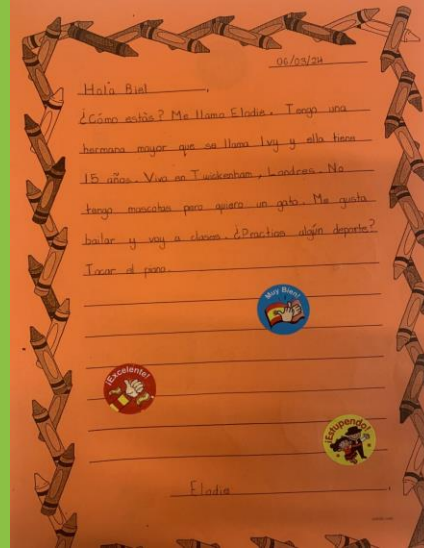 06/03/24
Hola Biel,
¿Cómo estás? Me llamo Elodie. Tengo una
hermana mayor que se llama Ivy y ella tiene
15 años. Vivo en Twickenham, Londres. No
tengo mascotas pero quiero un gato. Me gusta
bailar y voy a clases. ¿Practicas algún deporte?
Tocar el piano.
¡Muy Bien!
¡Excelente!
¡Estupendo!
Elodie.